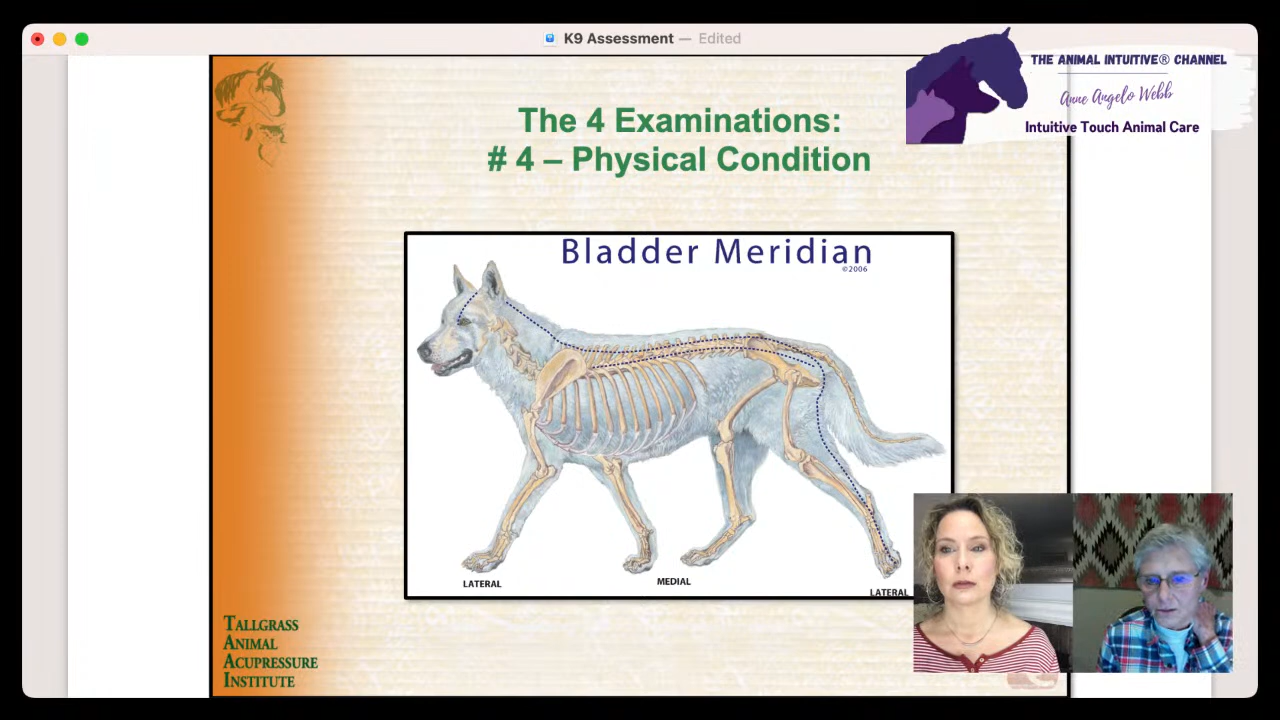 K9 Assessment — Edited
THE ANIMAL INTUITIVE® CHANNEL
Anne Angelo Webb
Intuitive Touch Animal Care
The 4 Examinations:
# 4 – Physical Condition
Bladder Meridian
©2006
LATERAL
MEDIAL
LATERAL
TALLGRASS
ANIMAL
ACUPRESSURE
INSTITUTE